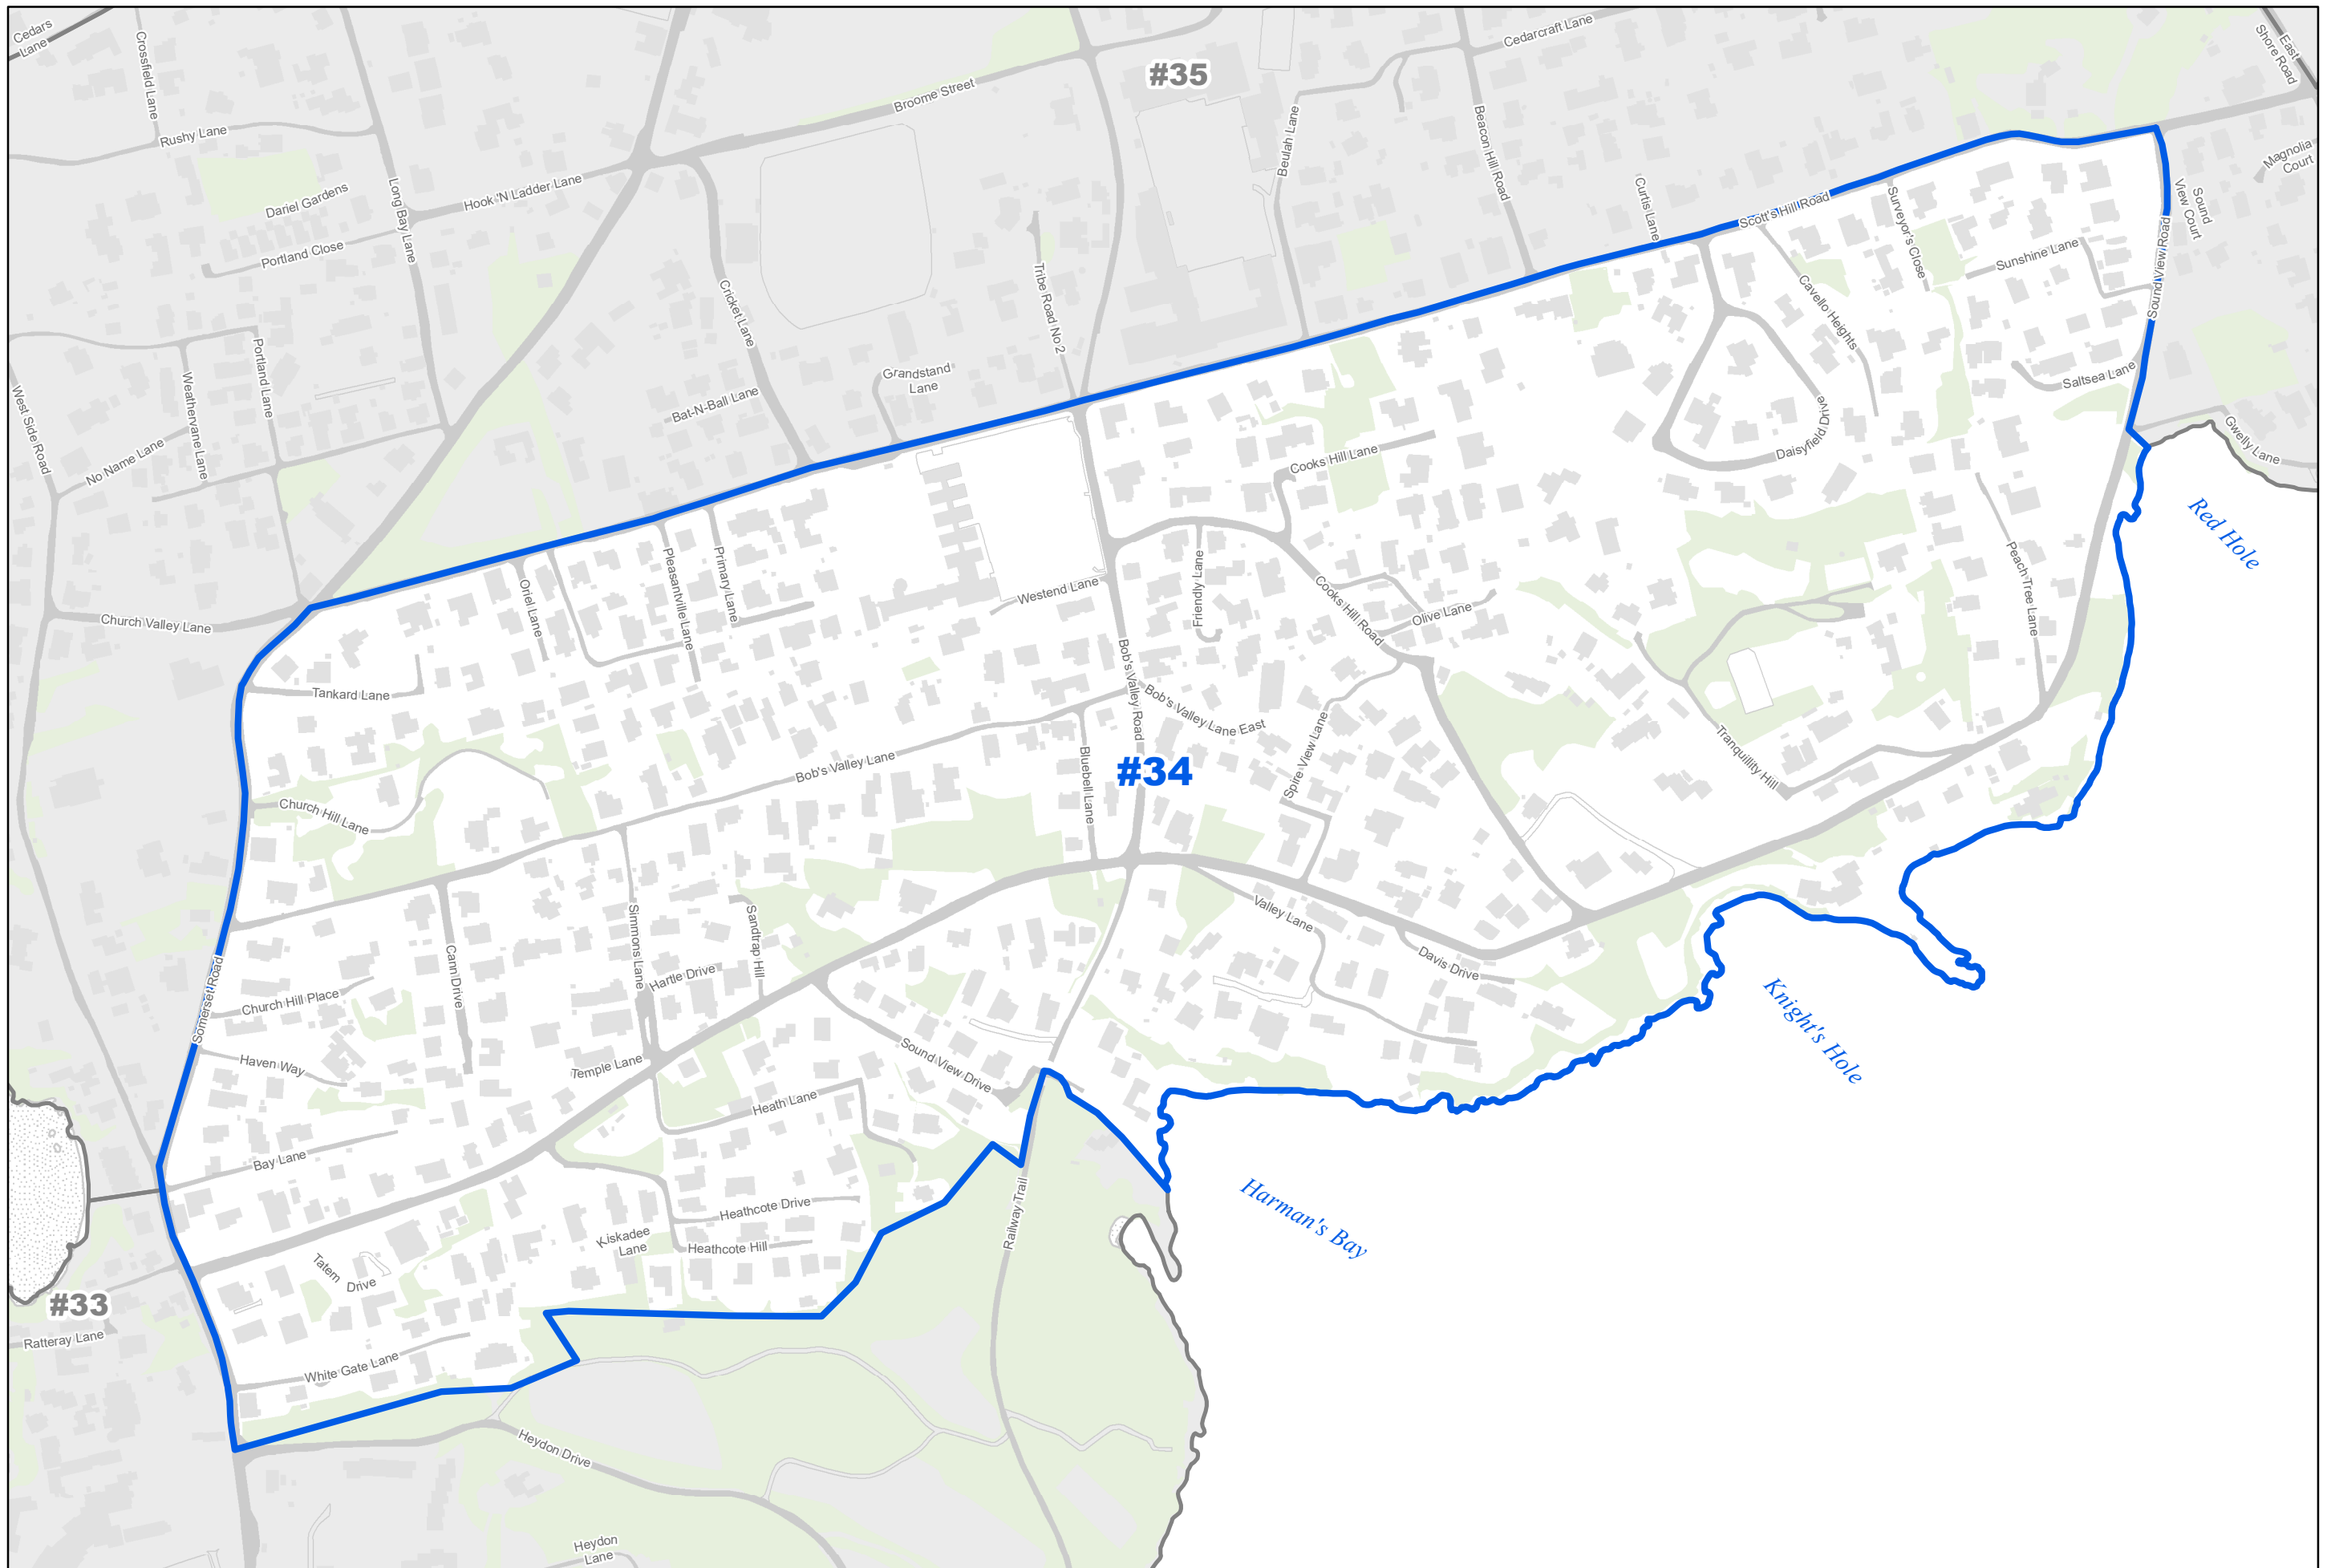 Cedars
Lane
Crossfield Lane
Rushy Lane
Dariel Gardens
Portland Close
Long Bay Lane
Hook 'N Ladder Lane
Broome Street
#35
Cedarcraft Lane
Beulah Lane
Beacon Hill Road
East
Shore Road
Magnolia
Court
Sound
View Court
Curtis Lane
Scott's Hill Road
Surveyor's Close
Sunshine Lane
Sound View Road
Cavello Heights
Saltsea Lane
Gwelly Lane
Daisyfield Drive
Tribe Road No 2
Cricket Lane
Grandstand
Lane
Bat-N-Ball Lane
Portland Lane
Weathervane Lane
West Side Road
No Name Lane
Church Valley Lane
Cooks Hill Lane
Red Hole
Peach Tree Lane
Oriel Lane
Pleasantville Lane
Primary Lane
Westend Lane
Friendly Lane
Cooks Hill Road
Olive Lane
Tankard Lane
Bob's Valley Road
Bob's Valley Lane East
Spire View Lane
Tranquillity Hill
Bob's Valley Lane
Bluebell Lane
#34
Church Hill Lane
Simmons Lane
Sandtrap Hill
Cann Drive
Hartle Drive
Valley Lane
Davis Drive
Somerset Road
Church Hill Place
Haven Way
Temple Lane
Sound View Drive
Knight's Hole
Heath Lane
Bay Lane
Harman's Bay
Railway Trail
Heathcote Drive
Kiskadee
Lane
Heathcote Hill
Tatem
Drive
#33
Ratteray Lane
White Gate Lane
Heydon Drive
Heydon
Lane